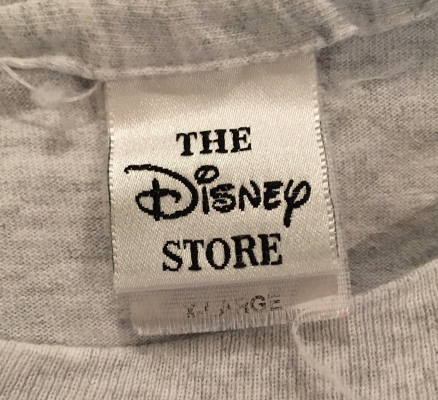 THE
Disney
STORE
X-LARGE